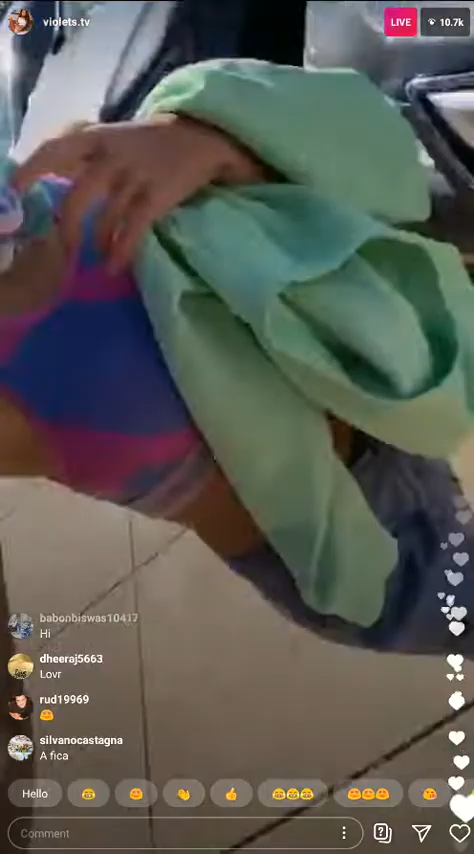 violets.tv
LIVE
10.7k
babonbiswas10417
Hi
dheeraj5663
Lovr
rud19969
silvanocastagna
A fica
Hello
Comment